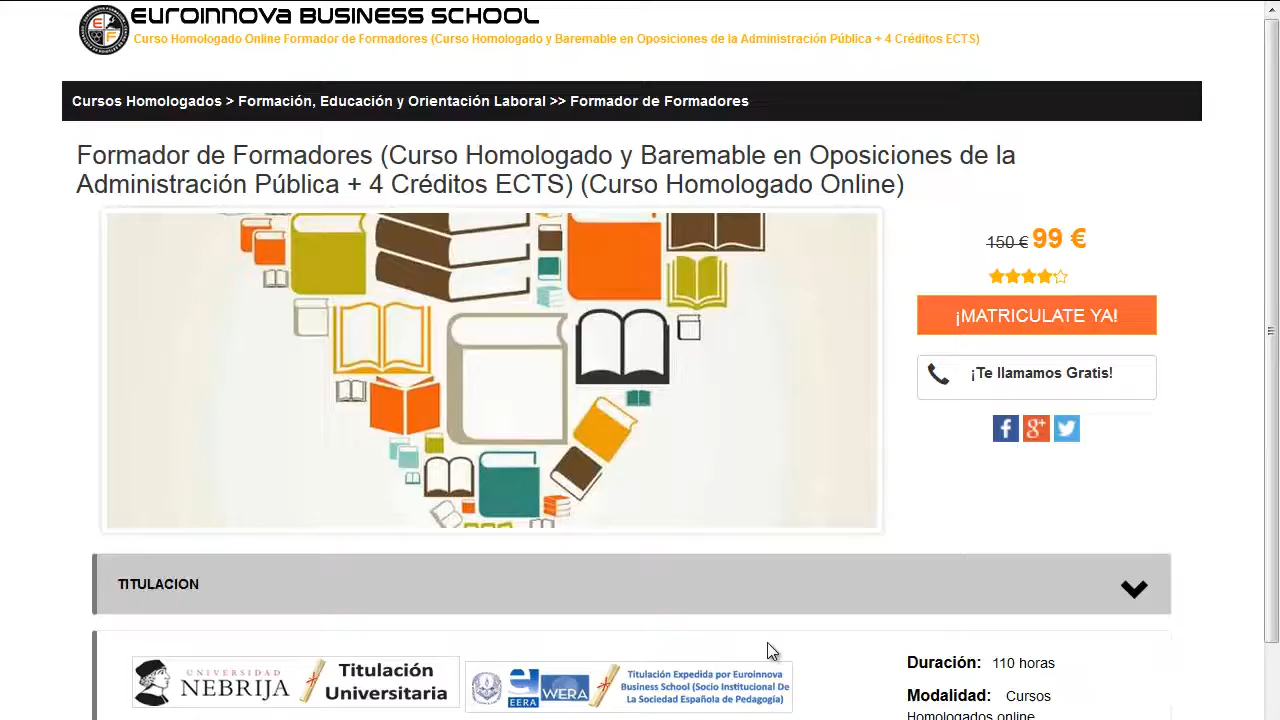 EUROINNOVA BUSINESS SCHOOL
Curso Homologado Online Formador de Formadores (Curso Homologado y Baremable en Oposiciones de la Administración Pública + 4 Créditos ECTS)
Cursos Homologados > Formación, Educación y Orientación Laboral >> Formador de Formadores
Formador de Formadores (Curso Homologado y Baremable en Oposiciones de la
Administración Pública + 4 Créditos ECTS) (Curso Homologado Online)
150 € 99 €
¡MATRICULATE YA!
¡Te llamamos Gratis!
TITULACION
UNIVERSIDAD
NEBRIJA
Titulación
Universitaria
EERA
WERA
Titulación Expedida por Euroinnova
Business School (Socio Institucional De
La Sociedad Española de Pedagogía)
Duración: 110 horas
Modalidad: Cursos
Homologados online